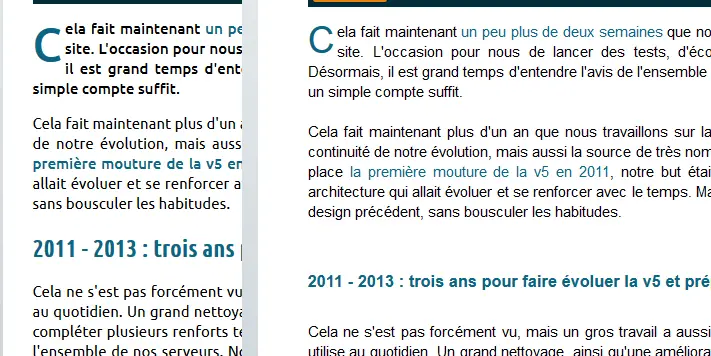 Cela fait maintenant un pe
site. L'occasion pour nous
il est grand temps d'ent
simple compte suffit.
Cela fait maintenant plus d'un
de notre évolution, mais auss
première mouture de la v5 en
allait évoluer et se renforcer a
sans bousculer les habitudes.
2011 - 2013 : trois ans
Cela ne s'est pas forcément vu
au quotidien. Un grand nettoya
compléter plusieurs renforts te
l'ensemble de nos serveurs. No
Cela fait maintenant un peu plus de deux semaines que no
site. L'occasion pour nous de lancer des tests, d'éco
Désormais, il est grand temps d'entendre l'avis de l'ensemble
un simple compte suffit.
Cela fait maintenant plus d'un an que nous travaillons sur la
continuité de notre évolution, mais aussi la source de très nom
place la première mouture de la v5 en 2011, notre but étai
architecture qui allait évoluer et se renforcer avec le temps. Ma
design précédent, sans bousculer les habitudes.
2011 - 2013 : trois ans pour faire évoluer la v5 et pré
Cela ne s'est pas forcément vu, mais un gros travail a aussi
utilise au quotidien. Un grand nettoyage, ainsi qu'une améliora